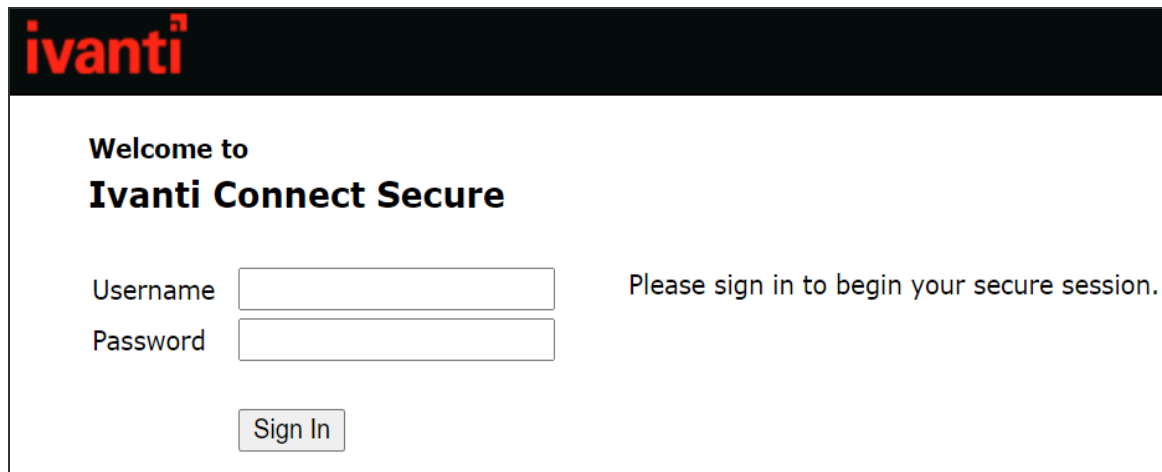 ivanti
Welcome to
Ivanti Connect Secure
Username
Please sign in to begin your secure session.
Password
Sign In